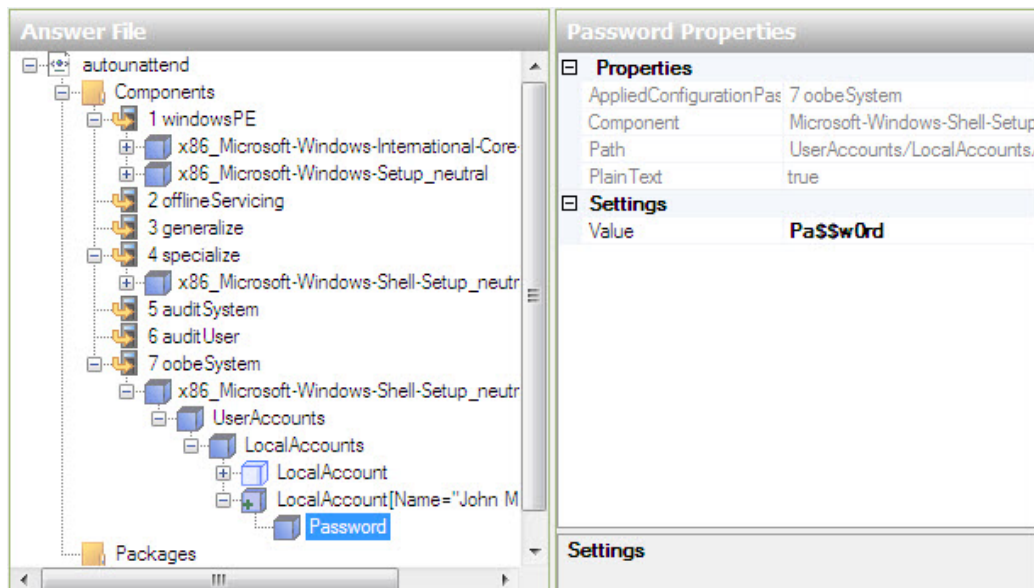 Answer File
autounattend
Components
1 windowsPE
x86_Microsoft-Windows-International-Core-
x86_Microsoft-Windows-Setup_neutral
2 offlineServicing
3 generalize
4 specialize
x86_Microsoft-Windows-Shell-Setup_neutr
5 auditSystem
6 auditUser
7 oobeSystem
x86_Microsoft-Windows-Shell-Setup_neutr
UserAccounts
LocalAccounts
LocalAccount
LocalAccount[Name="John M
Password
Packages
Password Properties
Properties
AppliedConfigurationPas 7 oobeSystem
Component Microsoft-Windows-Shell-Setup
Path UserAccounts/LocalAccounts/
PlainText true
Settings
Value Pa$$w0rd
Settings